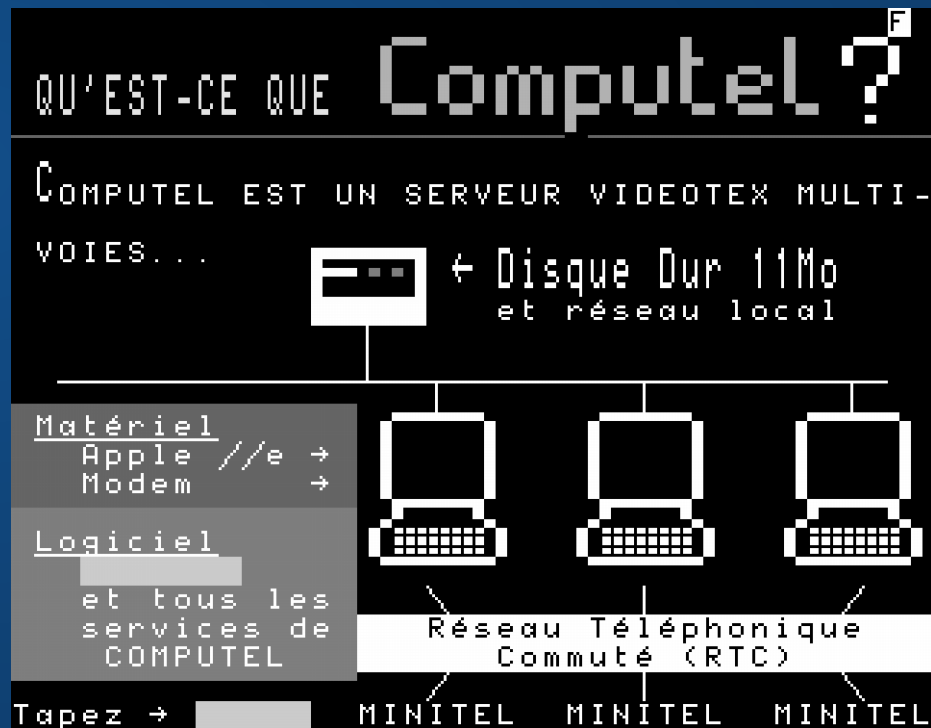 F
QU'EST-CE QUE Computel ?
COMPUTEL EST UN SERVEUR VIDEOTEX MULTI-
VOIES...
← Disque Dur 11Mo
et réseau local
Matériel
Apple //e →
Modem →
Logiciel
et tous les
services de
COMPUTEL
Réseau Téléphonique
Commuté (RTC)
Tapez →
MINITEL MINITEL MINITEL